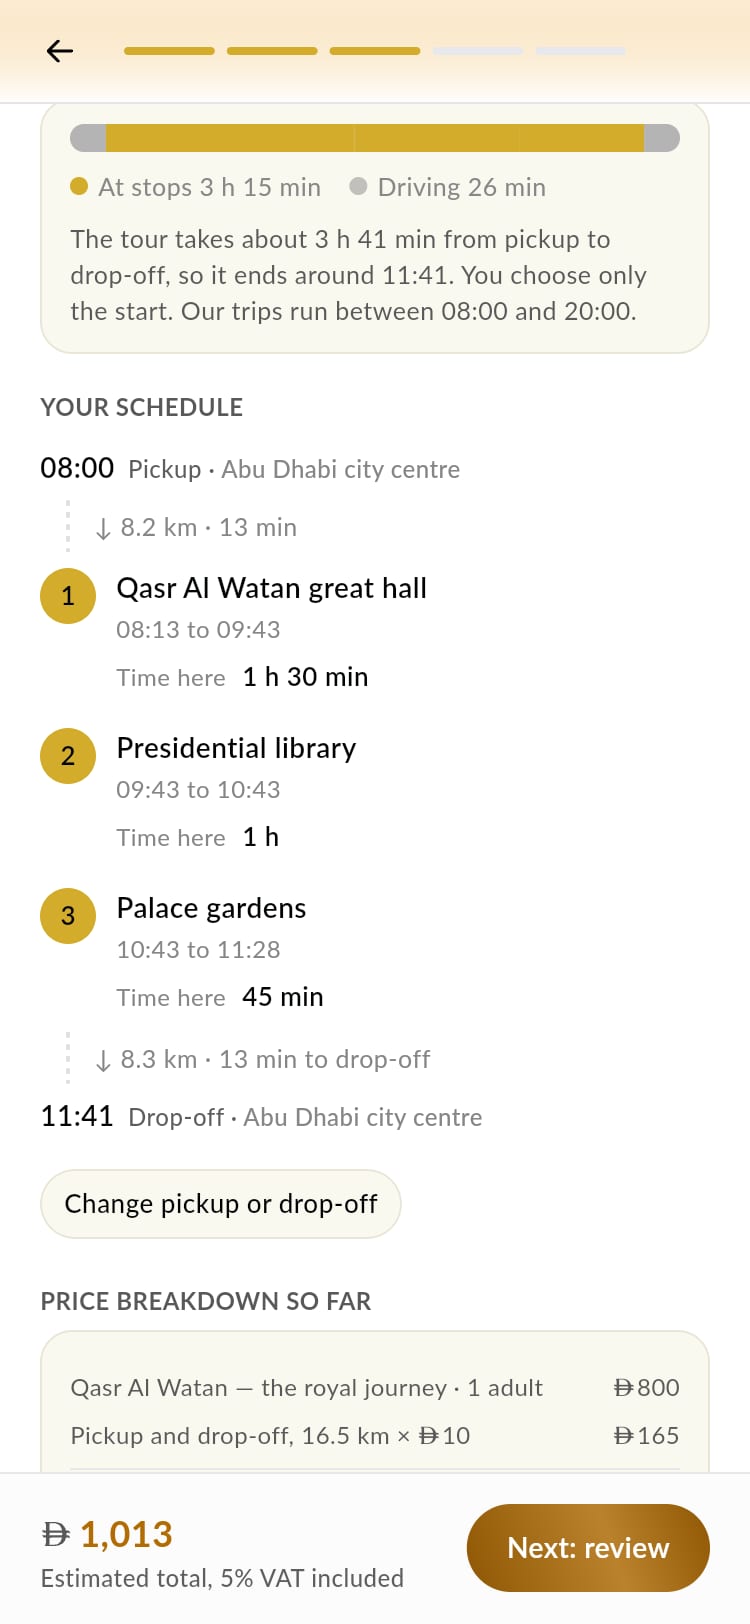 At stops 3 h 15 min Driving 26 min
The tour takes about 3 h 41 min from pickup to
drop-off, so it ends around 11:41. You choose only
the start. Our trips run between 08:00 and 20:00.
YOUR SCHEDULE
08:00 Pickup · Abu Dhabi city centre
↓ 8.2 km · 13 min
1 Qasr Al Watan great hall
08:13 to 09:43
Time here 1 h 30 min
2 Presidential library
09:43 to 10:43
Time here 1 h
3 Palace gardens
10:43 to 11:28
Time here 45 min
↓ 8.3 km · 13 min to drop-off
11:41 Drop-off · Abu Dhabi city centre
Change pickup or drop-off
PRICE BREAKDOWN SO FAR
Qasr Al Watan — the royal journey · 1 adult 800
Pickup and drop-off, 16.5 km × 10 165
1,013
Estimated total, 5% VAT included
Next: review